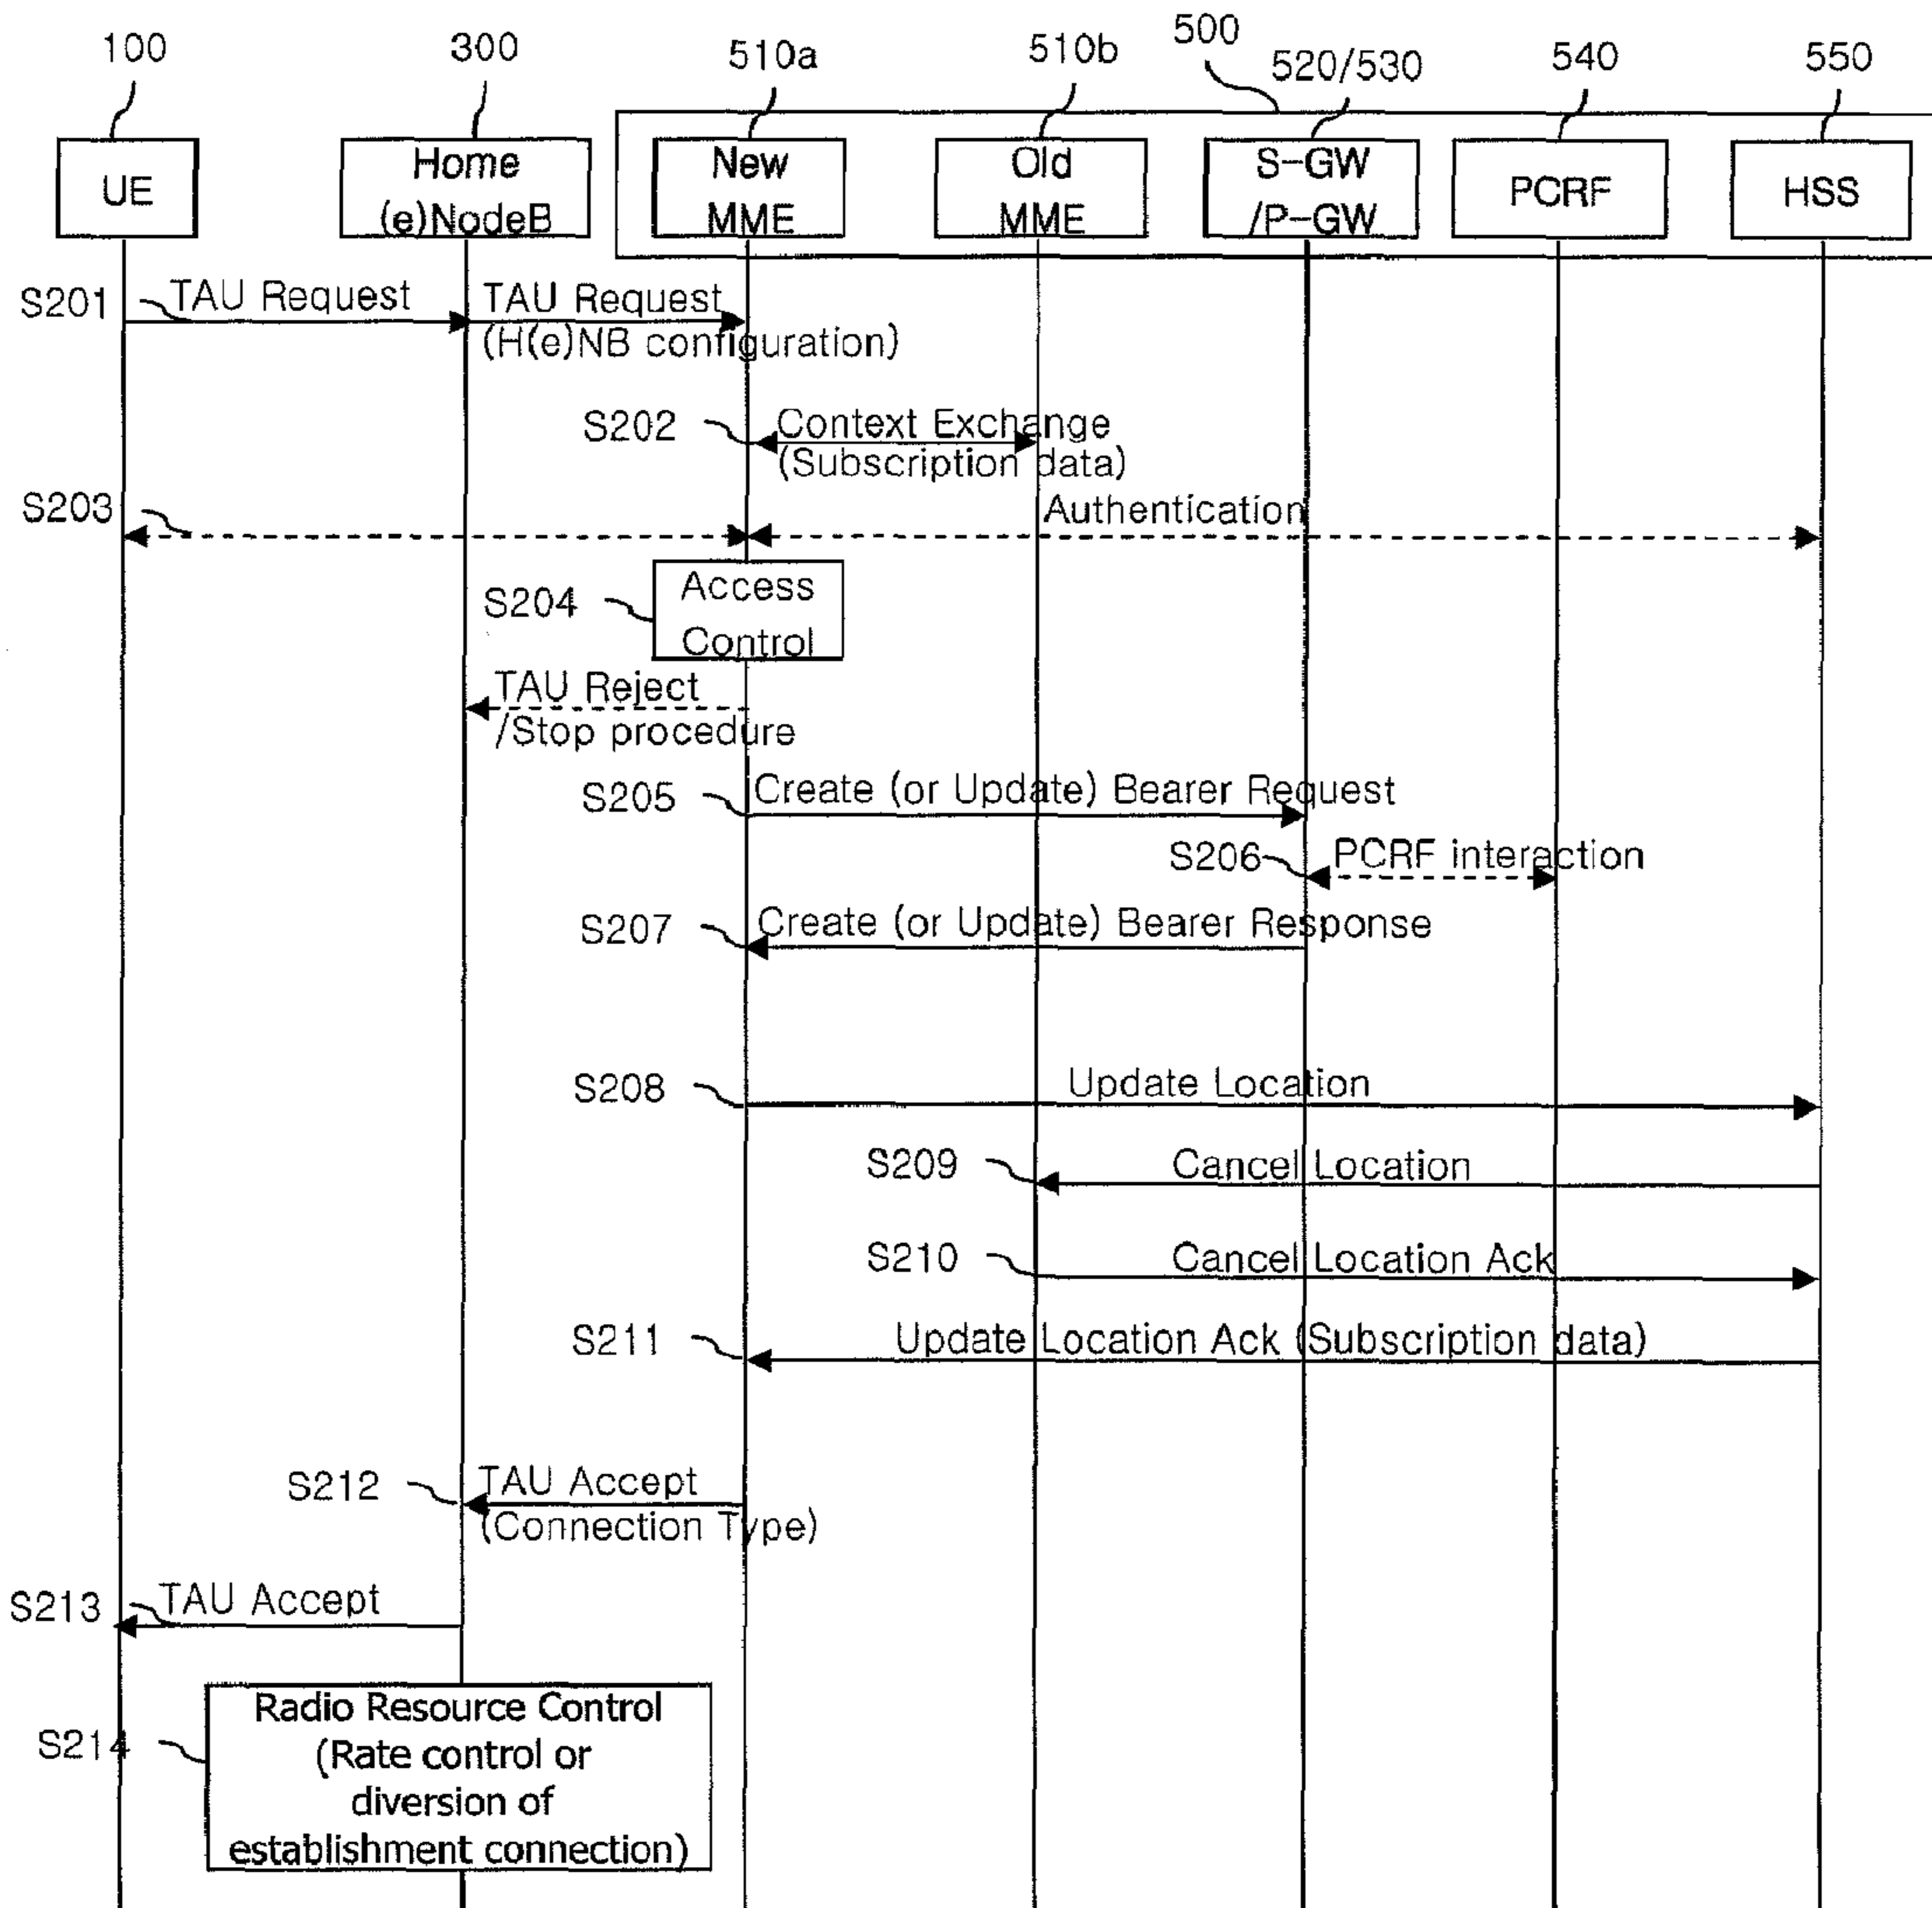 100
300
510a
510b
500
520/530
540
550
UE
Home
(e)NodeB
New
MME
Old
MME
S-GW
/P-GW
PCRF
HSS
S201
TAU Request
TAU Request
(H(e)NB configuration)
S202
Context Exchange
(Subscription data)
S203
Authentication
S204
Access
Control
TAU Reject
/Stop procedure
S205
Create (or Update) Bearer Request
S206
PCRF interaction
S207
Create (or Update) Bearer Response
S208
Update Location
S209
Cancel Location
S210
Cancel Location Ack
S211
Update Location Ack (Subscription data)
S212
TAU Accept
(Connection Type)
S213
TAU Accept
S214
Radio Resource Control
(Rate control or
diversion of
establishment connection)